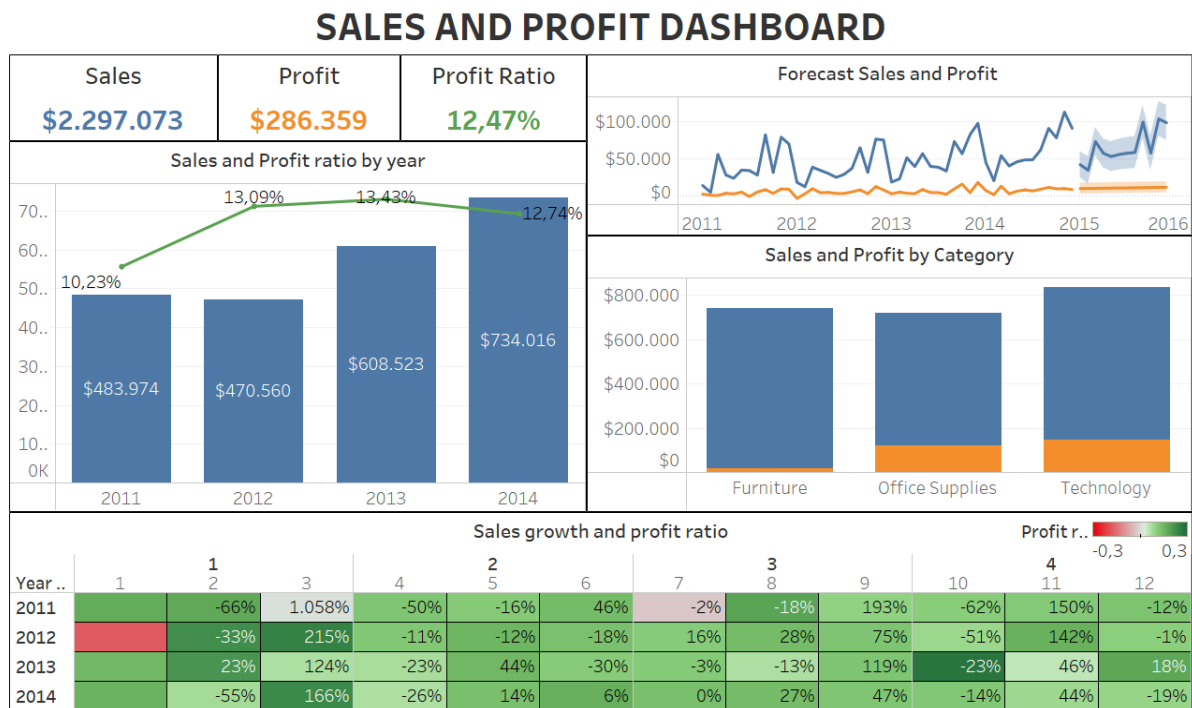 SALES AND PROFIT DASHBOARD
Sales
$2.297.073
Profit
$286.359
Profit Ratio
12,47%
Sales and Profit ratio by year
70..
60..
50..
40..
30..
20..
10..
0K
10,23%
13,09%
13,43%
12,74%
$483.974
$470.560
$608.523
$734.016
2011 2012 2013 2014
Forecast Sales and Profit
$100.000
$50.000
$0
2011 2012 2013 2014 2015 2016
Sales and Profit by Category
$800.000
$600.000
$400.000
$200.000
$0
Furniture Office Supplies Technology
Sales growth and profit ratio
Profit r..
-0,3 0,3
1 2 3 4
Year .. 1 2 3 4 5 6 7 8 9 10 11 12
2011 -66% 1.058% -50% -16% 46% -2% -18% 193% -62% 150% -12%
2012 -33% 215% -11% -12% -18% 16% 28% 75% -51% 142% -1%
2013 23% 124% -23% 44% -30% -3% -13% 119% -23% 46% 18%
2014 -55% 166% -26% 14% 6% 0% 27% 47% -14% 44% -19%